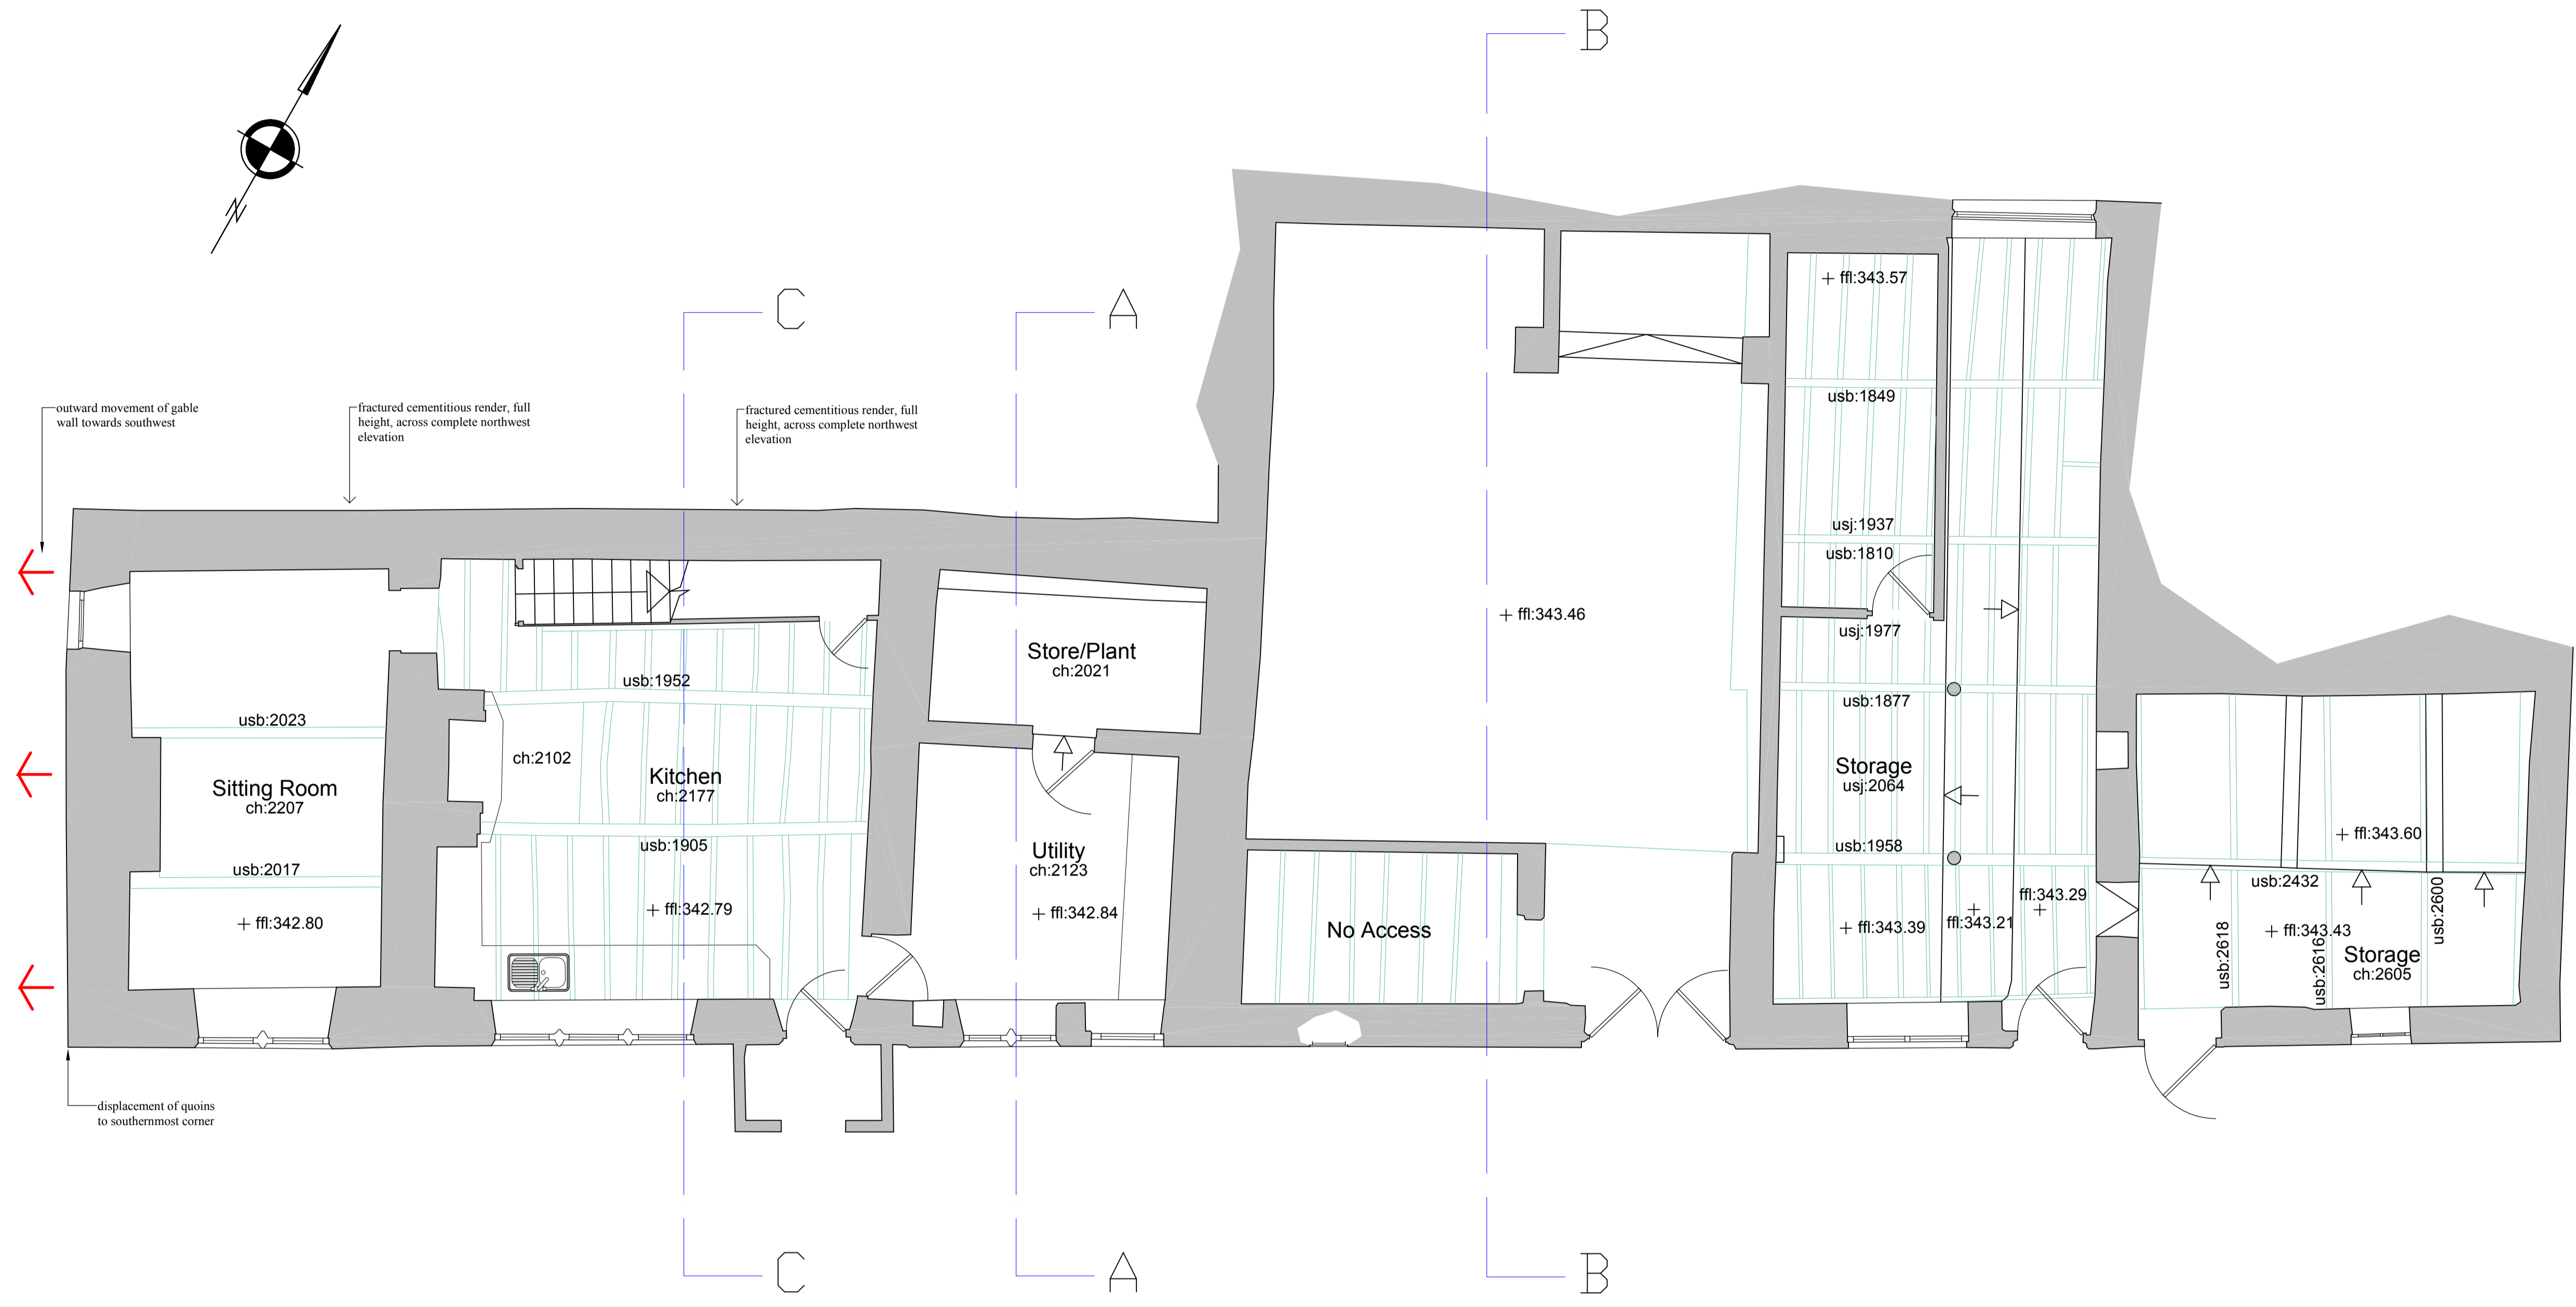 B
N
C
A
+ ffl:343.57
outward movement of gable
wall towards southwest
fractured cementitious render, full
height, across complete northwest
elevation
fractured cementitious render, full
height, across complete northwest
elevation
usb:1849
usj:1937
usb:1810
+ ffl:343.46
usj:1977
Store/Plant
ch:2021
usb:1952
usb:2023
usb:1877
ch:2102
Sitting Room
ch:2207
Kitchen
ch:2177
Storage
usj:2064
usb:2017
usb:1905
Utility
ch:2123
usb:1958
+ ffl:343.60
usb:2432
usb:2600
+ ffl:342.80
+ ffl:342.79
+ ffl:342.84
No Access
+ ffl:343.39
ffl:343.21
ffl:343.29
usb:2618
+ ffl:343.43
usb:2616
Storage
ch:2605
displacement of quoins
to southernmost corner
C
A
B